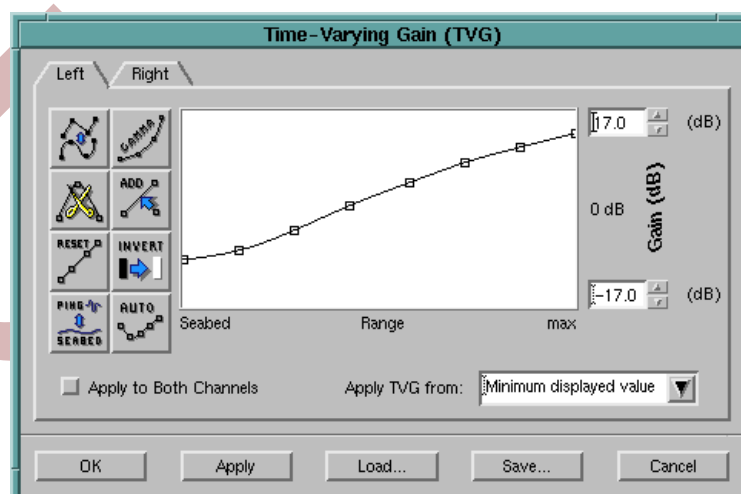 Time-Varying Gain (TVG)
Left Right
GAMMA
ADD
RESET INVERT
PING
SEABED
AUTO
17.0 (dB)
0 dB
Gain (dB)
-17.0 (dB)
Seabed Range max
Apply to Both Channels Apply TVG from: Minimum displayed value
OK Apply Load... Save... Cancel